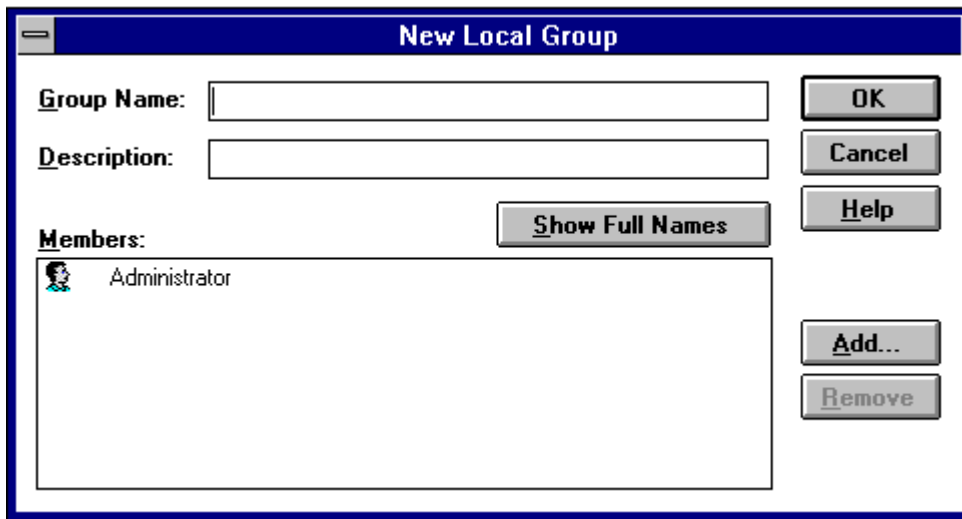 New Local Group
Group Name:
OK
Description:
Cancel
Show Full Names
Help
Members:
Administrator
Add...
Remove